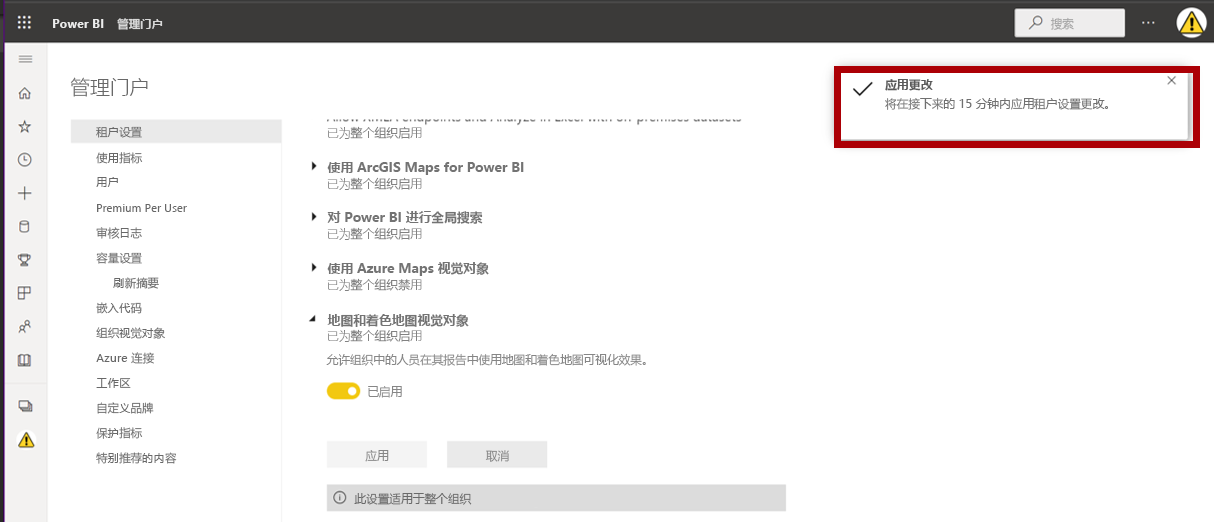 Power BI 管理门户
搜索
管理门户
应用更改
将在接下来的 15 分钟内应用租户设置更改。
租户设置
使用指标
用户
Premium Per User
审核日志
容量设置
刷新摘要
嵌入代码
组织视觉对象
Azure 连接
工作区
自定义品牌
保护指标
特别推荐的内容
Allow XMLA endpoints and Analyze in Excel with on-premises datasets
已为整个组织启用
使用 ArcGIS Maps for Power BI
已为整个组织启用
对 Power BI 进行全局搜索
已为整个组织启用
使用 Azure Maps 视觉对象
已为整个组织禁用
地图和着色地图视觉对象
已为整个组织启用
允许组织中的人员在其报告中使用地图和着色地图可视化效果。
已启用
应用 取消
此设置适用于整个组织